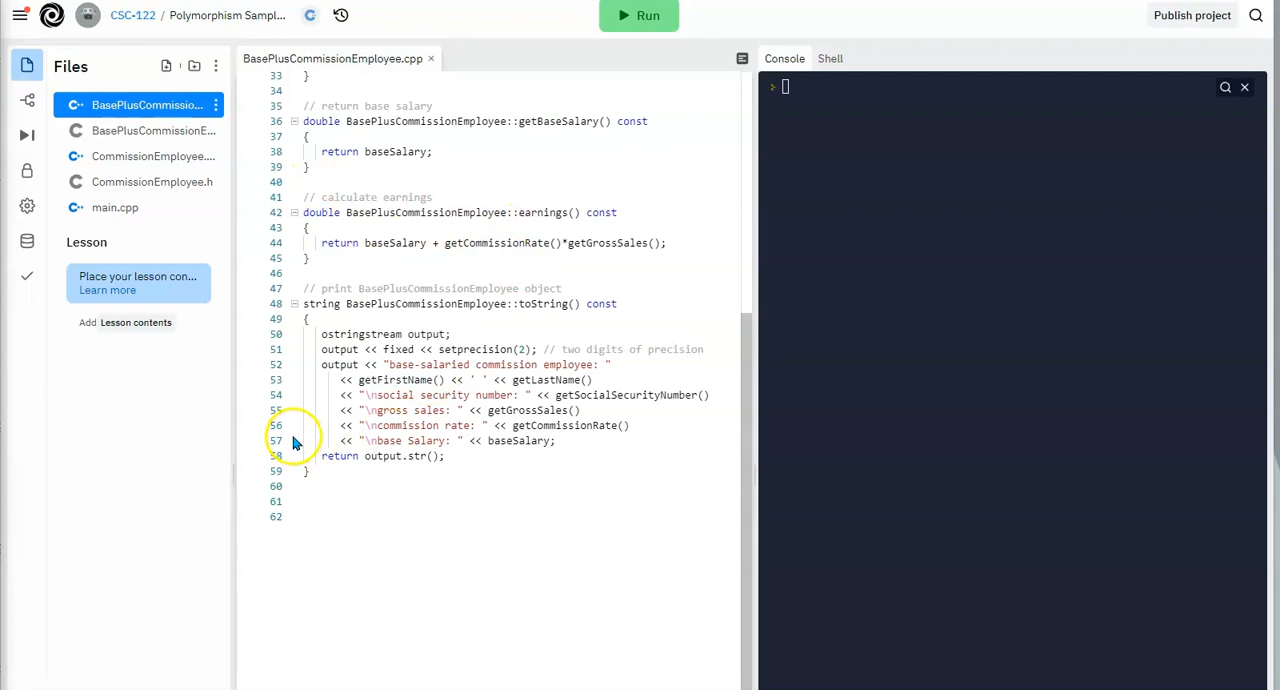 CSC-122 / Polymorphism Sampl...
Run
Publish project
Files
BasePlusCommissio...
BasePlusCommissionE...
CommissionEmployee....
CommissionEmployee.h
main.cpp
Lesson
Place your lesson con...
Learn more
Add Lesson contents
BasePlusCommissionEmployee.cpp ×
33 }
34
35 // return base salary
36 double BasePlusCommissionEmployee::getBaseSalary() const
37 {
38 return baseSalary;
39 }
40
41 // calculate earnings
42 double BasePlusCommissionEmployee::earnings() const
43 {
44 return baseSalary + getCommissionRate()*getGrossSales();
45 }
46
47 // print BasePlusCommissionEmployee object
48 string BasePlusCommissionEmployee::toString() const
49 {
50 ostringstream output;
51 output << fixed << setprecision(2); // two digits of precision
52 output << "base-salaried commission employee: "
53 << getFirstName() << ' ' << getLastName()
54 << "\nsocial security number: " << getSocialSecurityNumber()
55 << "\ngross sales: " << getGrossSales()
56 << "\ncommission rate: " << getCommissionRate()
57 << "\nbase Salary: " << baseSalary;
58 return output.str();
59 }
60
61
62
Console Shell